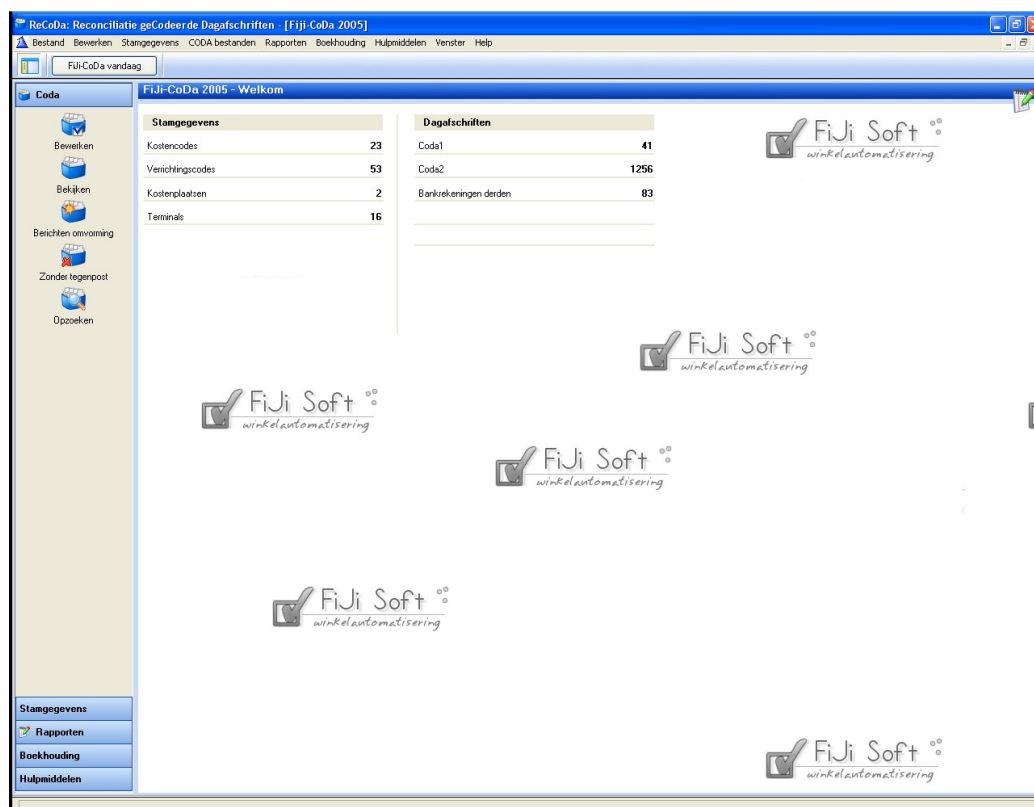 ReCoDa: Reconciliatie geCodeerde Dagafschriften - [Fiji-CoDa 2005]
Bestand Bewerken Stamgegevens CODA bestanden Rapporten Boekhouding Hulpmiddelen Venster Help
FiJi-CoDa vandaag
Coda
FiJi-CoDa 2005 - Welkom
Bewerken
Bekijken
Berichten omvorming
Zonder tegenpost
Opzoeken
Stamgegevens
Kostencodes 23
Verrichtingscodes 53
Kostenplaatsen 2
Terminals 16
Dagafschriften
Coda1 41
Coda2 1256
Bankrekeningen derden 83
FiJi Soft
winkelautomatisering
FiJi Soft
winkelautomatisering
FiJi Soft
winkelautomatisering
FiJi Soft
winkelautomatisering
FiJi Soft
winkelautomatisering
FiJi Soft
winkelautomatisering
Stamgegevens
Rapporten
Boekhouding
Hulpmiddelen